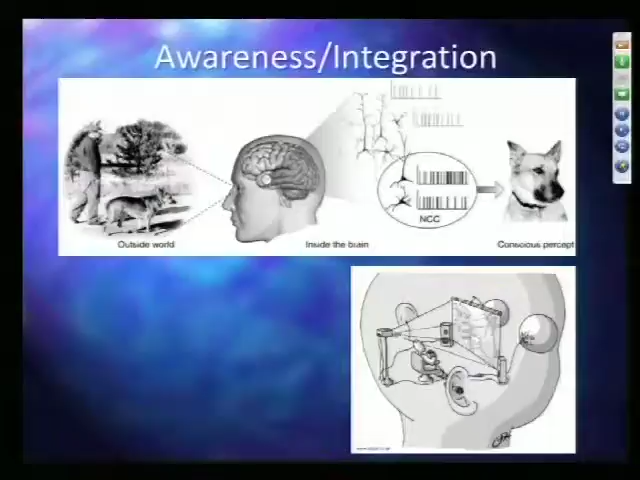 Awareness/Integration
NCC
Outside world
Inside the brain
Conscious percept